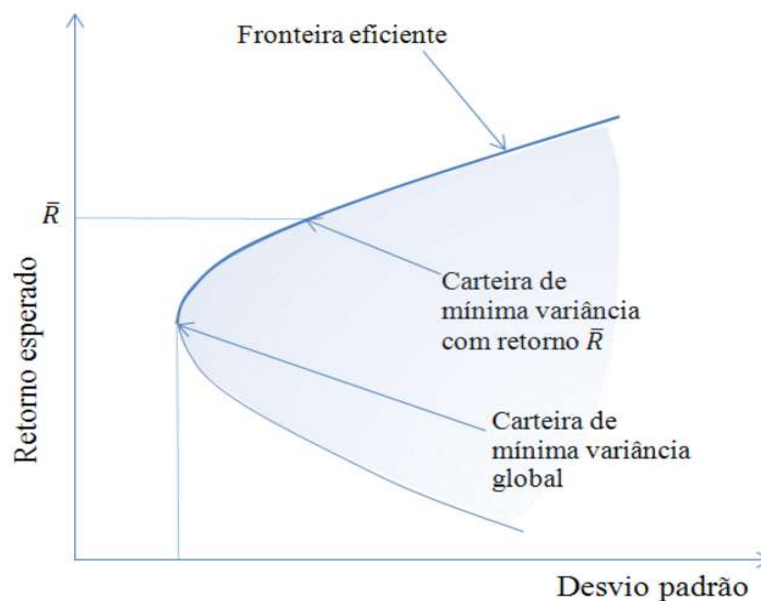 Fronteira eficiente
R̄
Carteira de
mínima variância
com retorno R̄
Carteira de
mínima variância
global
Retorno esperado
Desvio padrão